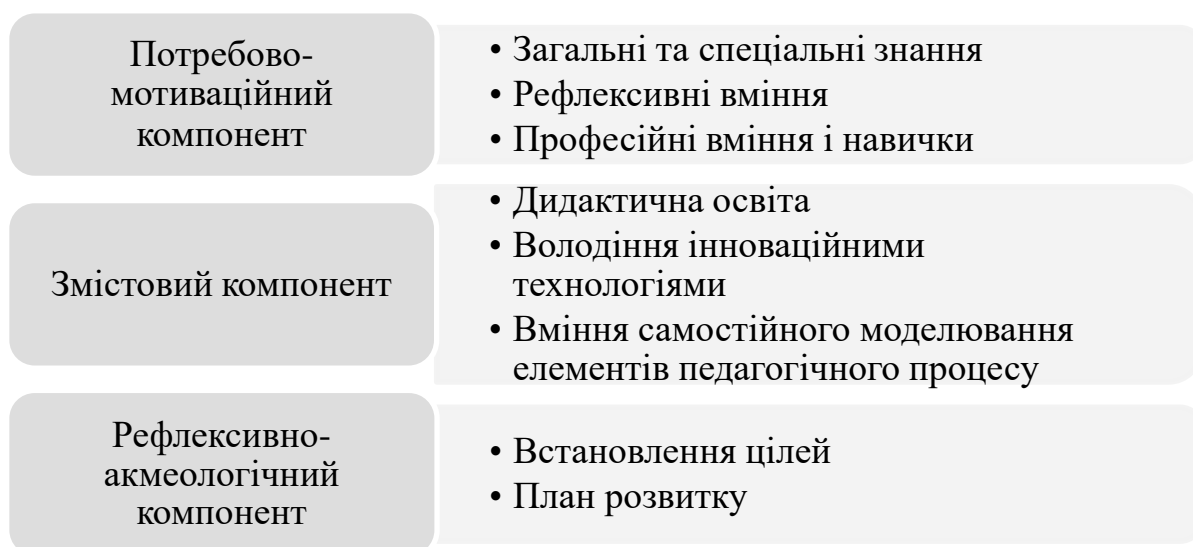 Потребово-
мотиваційний
компонент
• Загальні та спеціальні знання
• Рефлексивні вміння
• Професійні вміння і навички
Змістовий компонент
• Дидактична освіта
• Володіння інноваційними
технологіями
• Вміння самостійного моделювання
елементів педагогічного процесу
Рефлексивно-
акмеологічний
компонент
• Встановлення цілей
• План розвитку